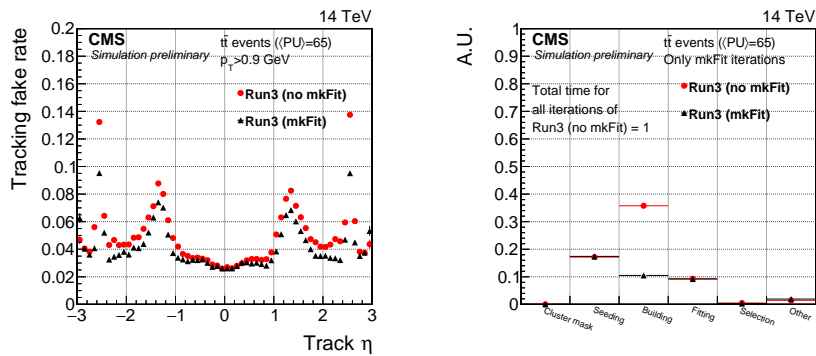 14 TeV
CMS
Simulation preliminary
tt̄ events (⟨PU⟩=65)
p_T>0.9 GeV
Run3 (no mkFit)
Run3 (mkFit)
Tracking fake rate
0.2
0.18
0.16
0.14
0.12
0.1
0.08
0.06
0.04
0.02
0
−3 −2 −1 0 1 2 3
Track η
14 TeV
CMS
Simulation preliminary
tt̄ events (⟨PU⟩=65)
Only mkFit iterations
Total time for
all iterations of
Run3 (no mkFit) = 1
Run3 (no mkFit)
Run3 (mkFit)
A.U.
1
0.9
0.8
0.7
0.6
0.5
0.4
0.3
0.2
0.1
0
Cluster mask Seeding Building Fitting Selection Other